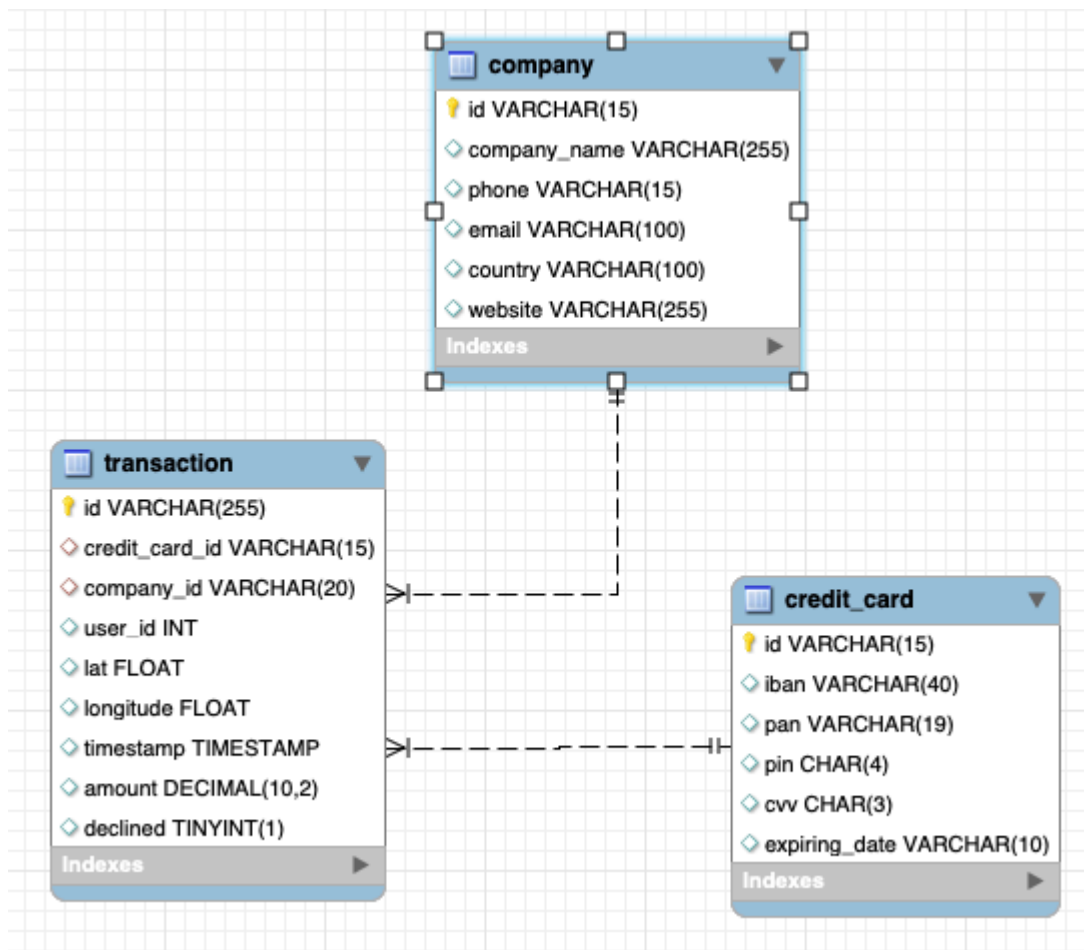 company
id VARCHAR(15)
company_name VARCHAR(255)
phone VARCHAR(15)
email VARCHAR(100)
country VARCHAR(100)
website VARCHAR(255)
Indexes
transaction
id VARCHAR(255)
credit_card_id VARCHAR(15)
company_id VARCHAR(20)
user_id INT
lat FLOAT
longitude FLOAT
timestamp TIMESTAMP
amount DECIMAL(10,2)
declined TINYINT(1)
Indexes
credit_card
id VARCHAR(15)
iban VARCHAR(40)
pan VARCHAR(19)
pin CHAR(4)
cvv CHAR(3)
expiring_date VARCHAR(10)
Indexes